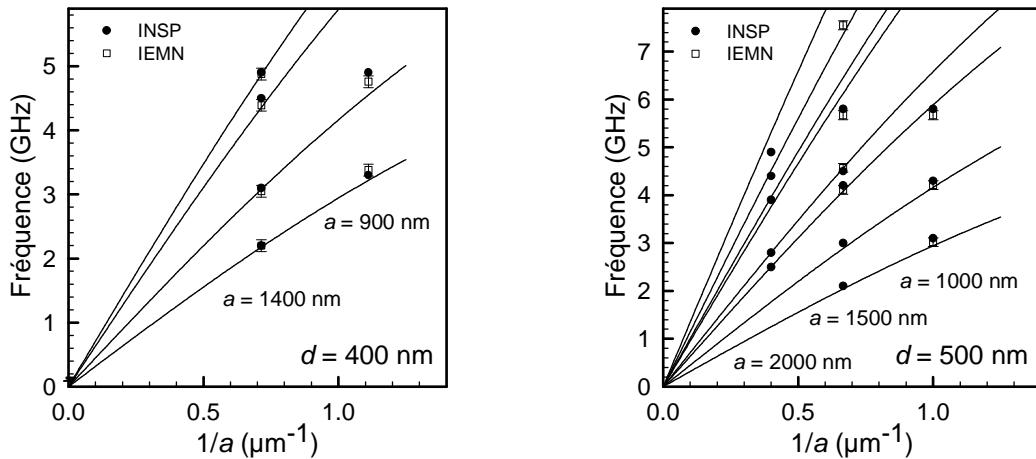 INSP
IEMN
5
4
3
2
1
0
Fréquence (GHz)
a = 900 nm
a = 1400 nm
d = 400 nm
0.0 0.5 1.0
1/a (µm⁻¹)
INSP
IEMN
7
6
5
4
3
2
1
0
Fréquence (GHz)
a = 1000 nm
a = 1500 nm
a = 2000 nm
d = 500 nm
0.0 0.5 1.0
1/a (µm⁻¹)